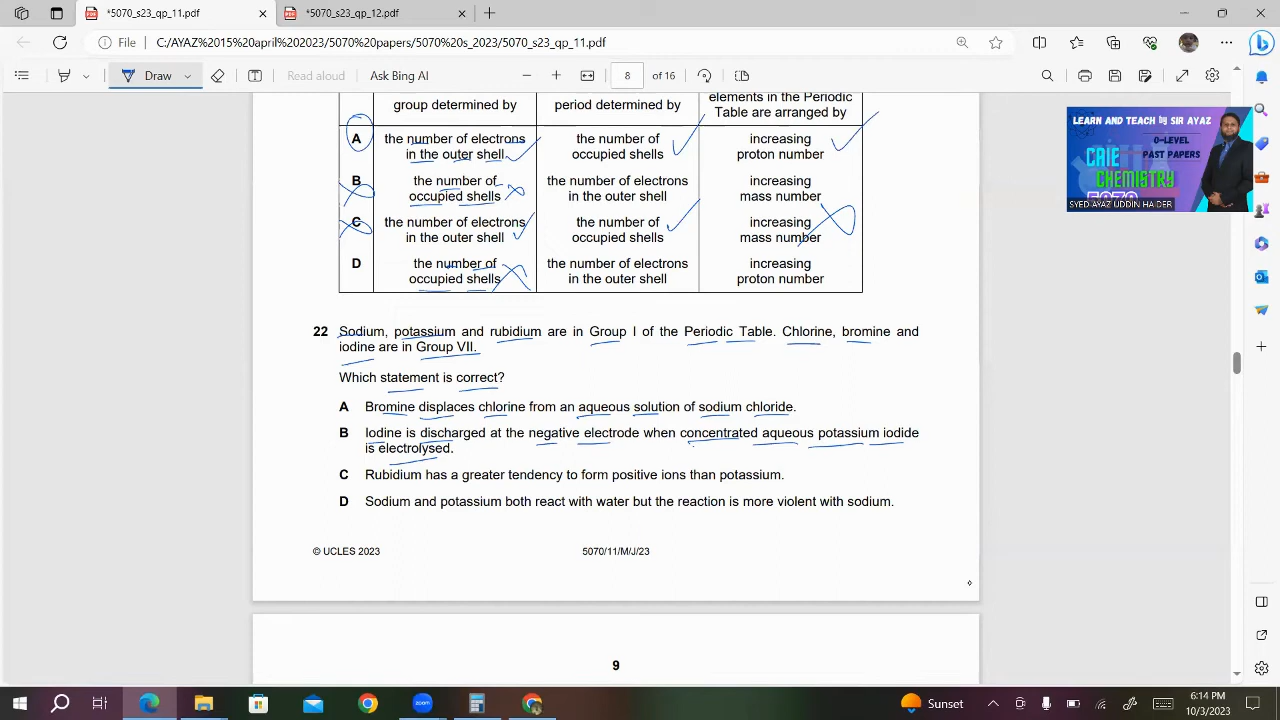 *5070_s23_qp_11.pdf
*5070_s23_qp_12.pdf
File C:/AYAZ%2015%20april%202023/5070%20papers/5070%20s_2023/5070_s23_qp_11.pdf
Draw
Read aloud
Ask Bing AI
8 of 16
group determined by
period determined by
elements in the Periodic
Table are arranged by
A the number of electrons in the outer shell
the number of occupied shells
increasing proton number
B the number of occupied shells
the number of electrons in the outer shell
increasing mass number
C the number of electrons in the outer shell
the number of occupied shells
increasing mass number
D the number of occupied shells
the number of electrons in the outer shell
increasing proton number
22 Sodium, potassium and rubidium are in Group I of the Periodic Table. Chlorine, bromine and
iodine are in Group VII.
Which statement is correct?
A Bromine displaces chlorine from an aqueous solution of sodium chloride.
B Iodine is discharged at the negative electrode when concentrated aqueous potassium iodide
is electrolysed.
C Rubidium has a greater tendency to form positive ions than potassium.
D Sodium and potassium both react with water but the reaction is more violent with sodium.
© UCLES 2023
5070/11/M/J/23
9
LEARN AND TEACH by SIR AYAZ
O-LEVEL
PAST PAPERS
CAIE
CHEMISTRY
5070
SYED AYAZ UDDIN HAIDER
zoom
Sunset
6:14 PM
10/3/2023